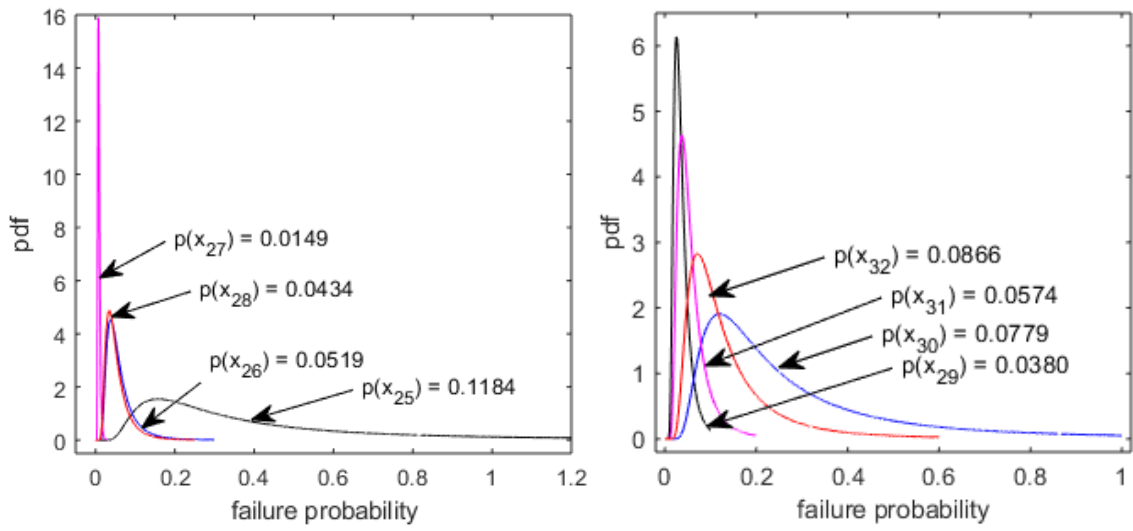 16
14
12
10
8
6
4
2
0
pdf
p(x27) = 0.0149
p(x28) = 0.0434
p(x26) = 0.0519
p(x25) = 0.1184
0 0.2 0.4 0.6 0.8 1 1.2
failure probability
6
5
4
3
2
1
0
pdf
p(x32) = 0.0866
p(x31) = 0.0574
p(x30) = 0.0779
p(x29) = 0.0380
0 0.2 0.4 0.6 0.8 1
failure probability